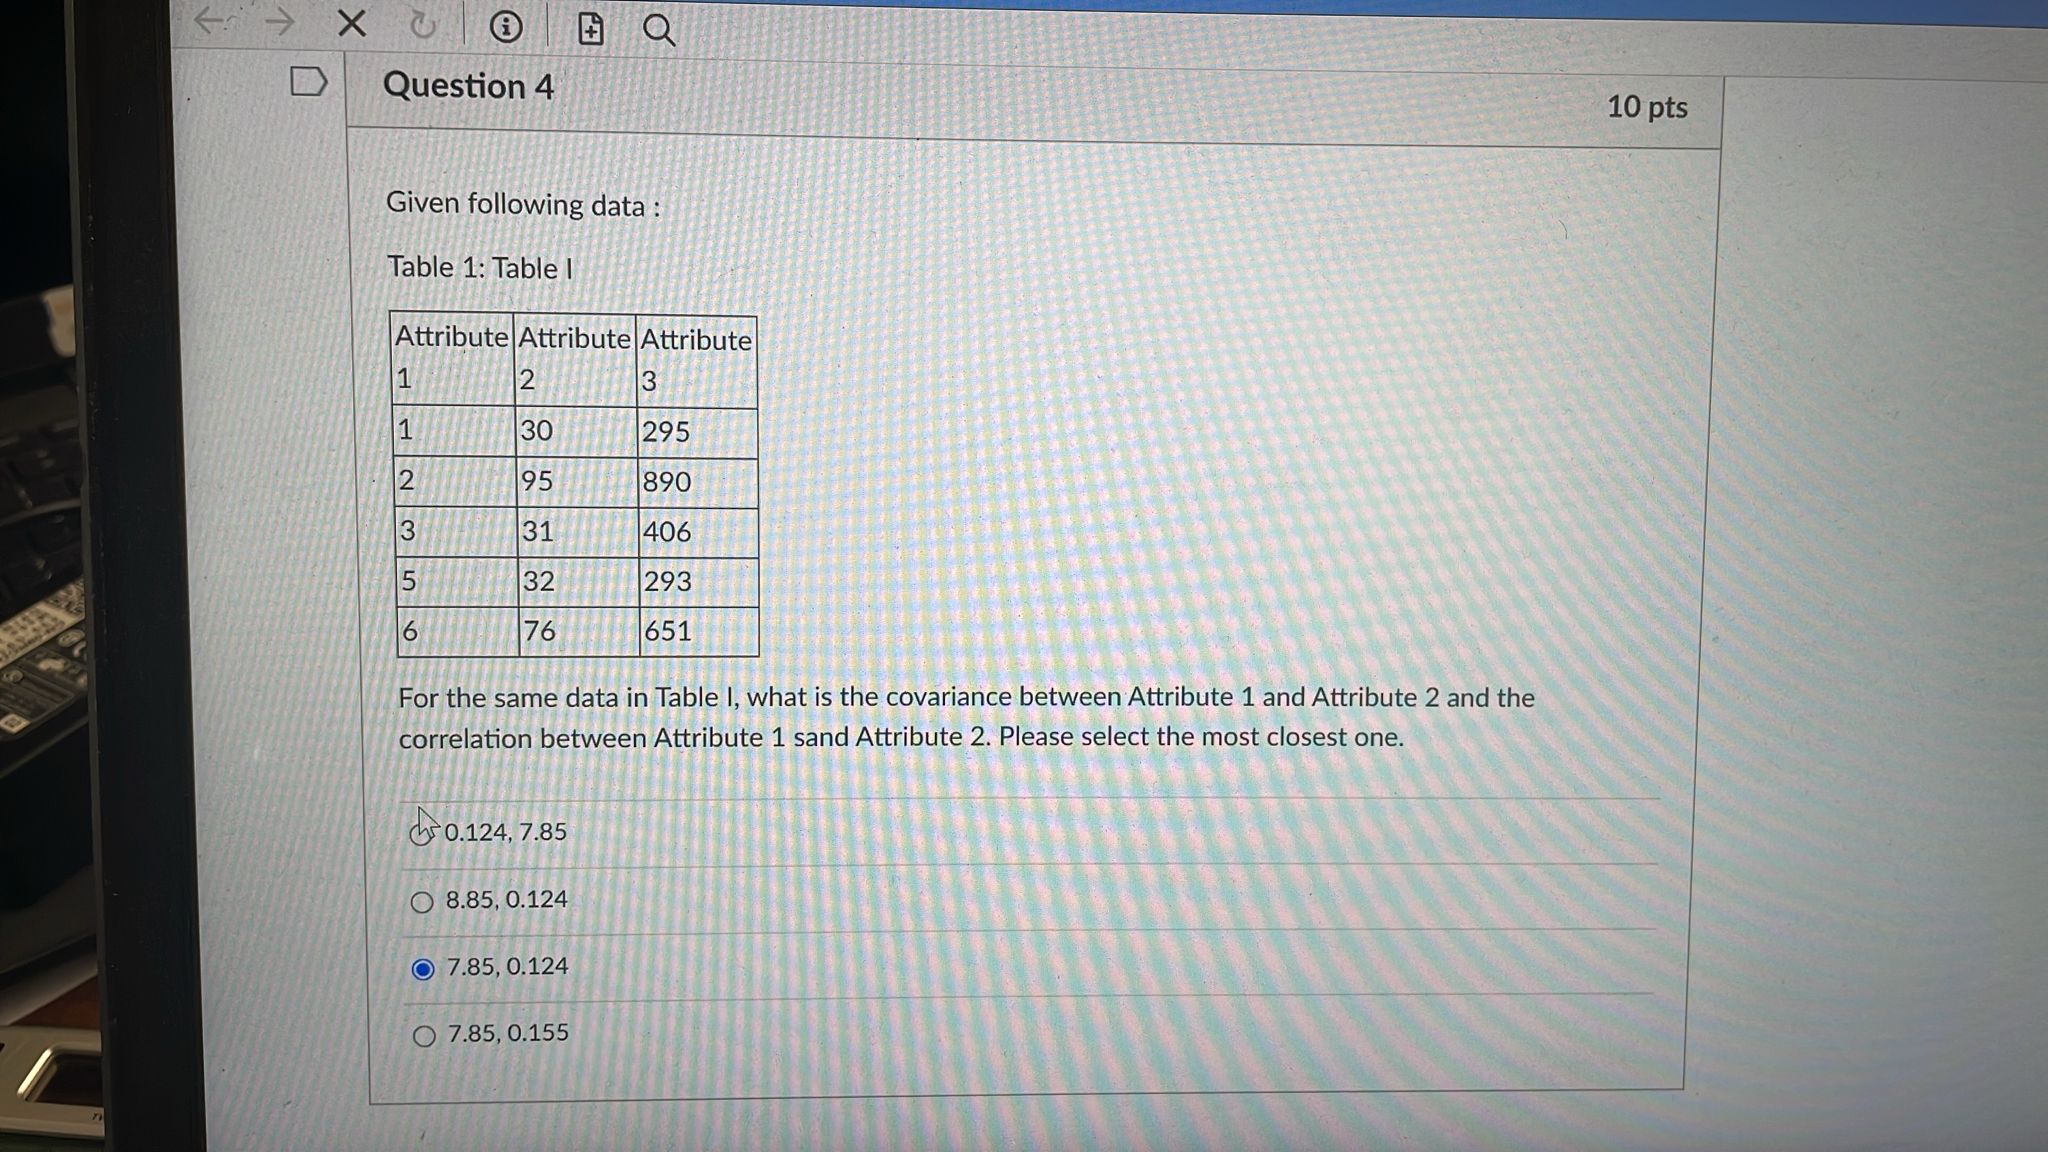 Question 4
10 pts
Given following data :
Table 1: Table I
Attribute 1 Attribute 2 Attribute 3
1 30 295
2 95 890
3 31 406
5 32 293
6 76 651
For the same data in Table I, what is the covariance between Attribute 1 and Attribute 2 and the
correlation between Attribute 1 sand Attribute 2. Please select the most closest one.
0.124, 7.85
8.85, 0.124
7.85, 0.124
7.85, 0.155